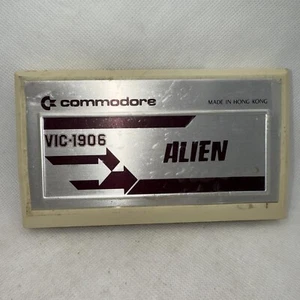 commodore
MADE IN HONG KONG
VIC-1906
ALIEN